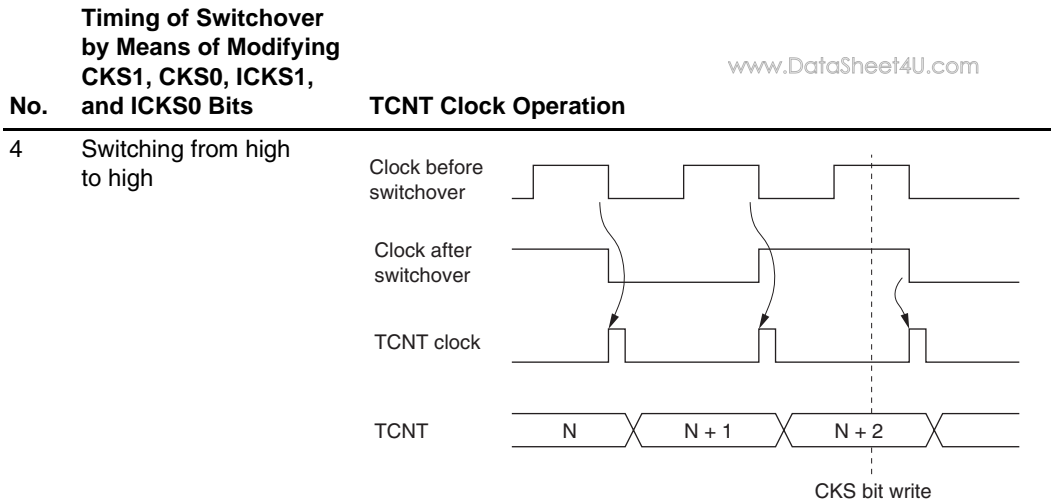 Timing of Switchover
by Means of Modifying
CKS1, CKS0, ICKS1,
www.DataSheet4U.com
No. and ICKS0 Bits TCNT Clock Operation
4 Switching from high
to high
Clock before
switchover
Clock after
switchover
TCNT clock
TCNT N N + 1 N + 2
CKS bit write